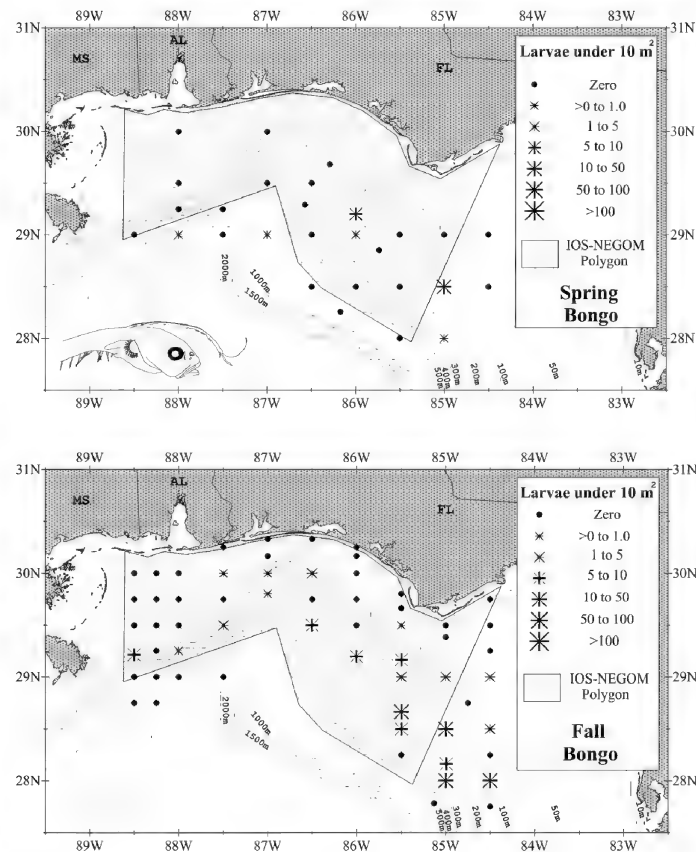 89W 88W 87W 86W 85W 84W 83W
31N
30N
29N
28N
31N
30N
29N
28N
MS
AL
FL
Larvae under 10 m2
Zero
>0 to 1.0
1 to 5
5 to 10
10 to 50
50 to 100
>100
IOS-NEGOM
Polygon
Spring
Bongo
2000m
1000m
1500m
500m
400m
300m
200m
100m
50m
89W 88W 87W 86W 85W 84W 83W
89W 88W 87W 86W 85W 84W 83W
31N
30N
29N
28N
31N
30N
29N
28N
MS
AL
FL
Larvae under 10 m2
Zero
>0 to 1.0
1 to 5
5 to 10
10 to 50
50 to 100
>100
IOS-NEGOM
Polygon
Fall
Bongo
2000m
1000m
1500m
500m
400m
300m
200m
100m
50m
89W 88W 87W 86W 85W 84W 83W